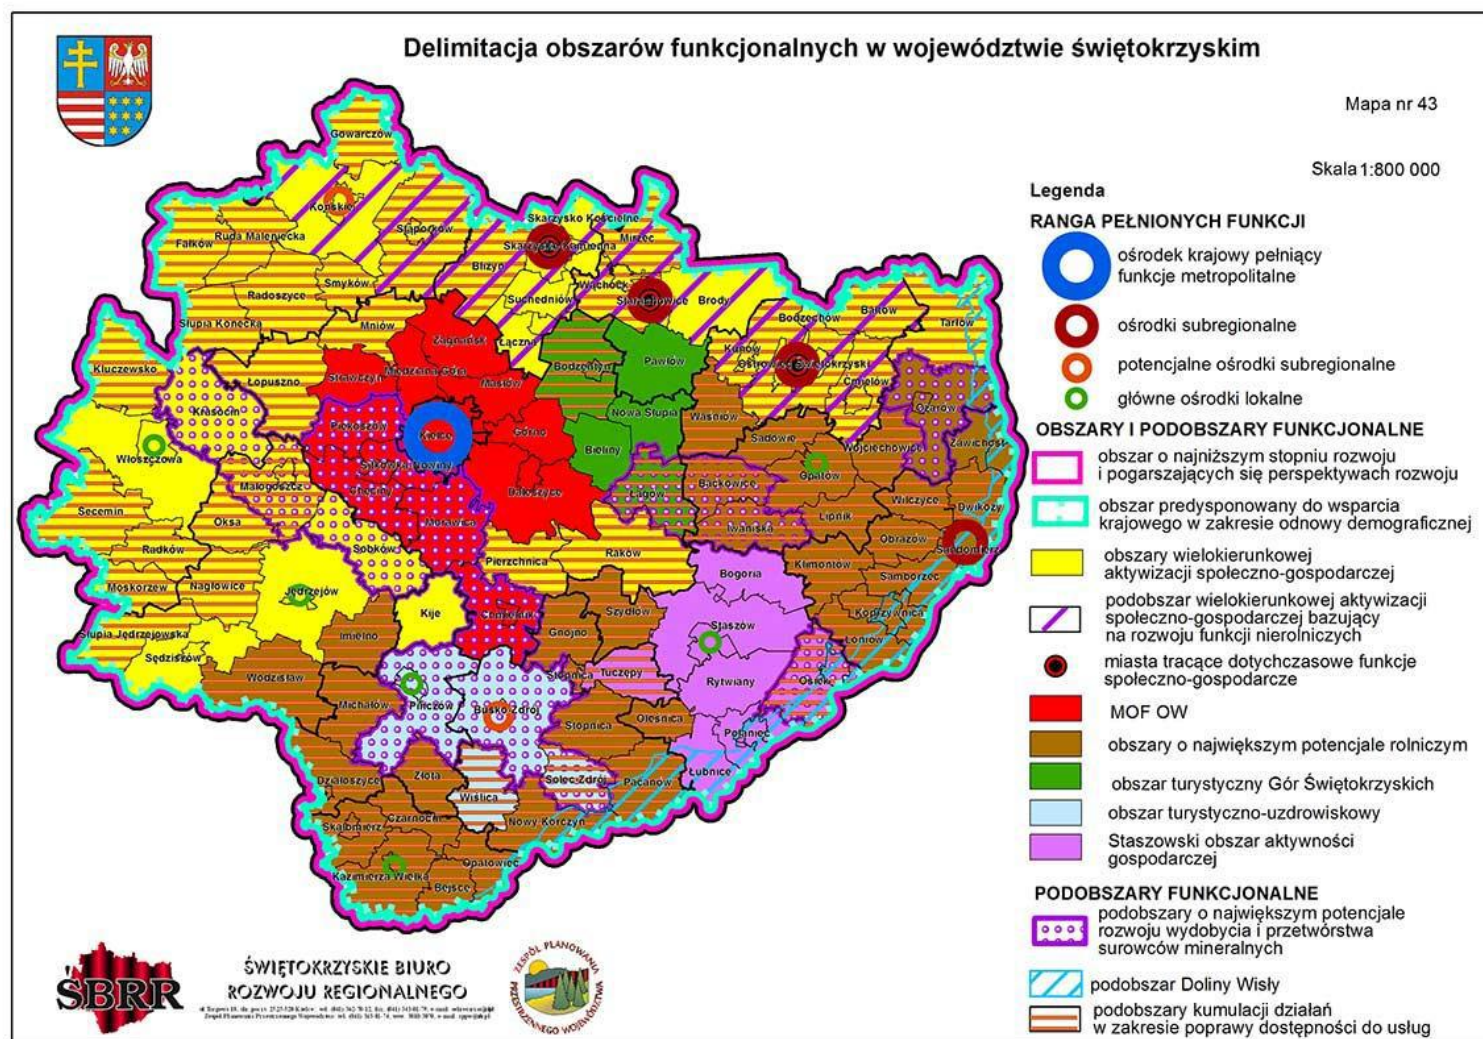 Delimitacja obszarów funkcjonalnych w województwie świętokrzyskim
Mapa nr 43
Skala 1:800 000
Legenda
RANGA PEŁNIONYCH FUNKCJI
ośrodek krajowy pełniący
funkcje metropolitalne
ośrodki subregionalne
potencjalne ośrodki subregionalne
główne ośrodki lokalne
OBSZARY I PODOBSZARY FUNKCJONALNE
obszar o najniższym stopniu rozwoju
i pogarszających się perspektywach rozwoju
obszar predysponowany do wsparcia
krajowego w zakresie odnowy demograficznej
obszary wielokierunkowej
aktywizacji społeczno-gospodarczej
podobszar wielokierunkowej aktywizacji
społeczno-gospodarczej bazujący
na rozwoju funkcji nierolniczych
miasta tracące dotychczasowe funkcje
społeczno-gospodarcze
MOF OW
obszary o największym potencjale rolniczym
obszar turystyczny Gór Świętokrzyskich
obszar turystyczno-uzdrowiskowy
Staszowski obszar aktywności
gospodarczej
PODOBSZARY FUNKCJONALNE
podobszary o największym potencjale
rozwoju wydobycia i przetwórstwa
surowców mineralnych
podobszar Doliny Wisły
podobszary kumulacji działań
w zakresie poprawy dostępności do usług
Gowarczów
Końskie
Stąporków
Skarżysko Kościelne
Skarżysko-Kamienna
Mirzec
Ruda Maleniecka
Fałków
Bliżyn
Smyków
Radoszyce
Suchedniów
Wąchock
Starachowice
Brody
Słupia Konecka
Mniów
Zagnańsk
Łączna
Bodzechów
Bałtów
Tarłów
Kunów
Ćmielów
Kluczewsko
Łopuszno
Strawczyn
Miedziana Góra
Masłów
Bodzentyn
Pawłów
Krasocin
Piekoszów
Kielce
Górno
Nowa Słupia
Waśniów
Sadowie
Ożarów
Wojciechowice
Zawichost
Włoszczowa
Sitkówka-Nowiny
Bieliny
Opatów
Małogoszcz
Chęciny
Daleszyce
Łagów
Baćkowice
Wilczyce
Dwikozy
Secemin
Oksa
Morawica
Iwaniska
Lipnik
Obrazów
Sandomierz
Radków
Sobków
Pierzchnica
Raków
Klimontów
Samborzec
Moskorzew
Nagłowice
Jędrzejów
Kije
Chmielnik
Bogoria
Koprzywnica
Szydłów
Staszów
Łoniów
Słupia Jędrzejowska
Imielno
Gnojno
Sędziszów
Wodzisław
Stopnica
Tuczępy
Rytwiany
Osiek
Michałów
Pińczów
Busko Zdrój
Stopnica
Oleśnica
Połaniec
Łubnice
Działoszyce
Złota
Wiślica
Solec-Zdrój
Pacanów
Czarnocin
Nowy Korczyn
Skalbmierz
Opatowiec
Kazimierza Wielka
Bejsce
ŚBRR
ŚWIĘTOKRZYSKIE BIURO
ROZWOJU REGIONALNEGO
ZESPÓŁ PLANOWANIA
PRZESTRZENNEGO WOJEWÓDZTWA